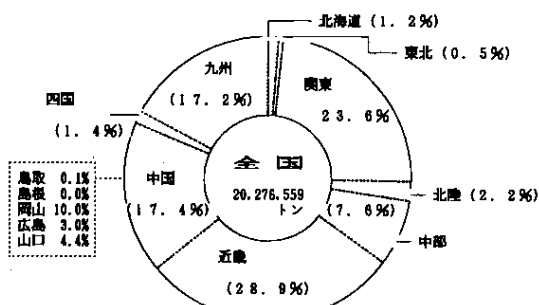 北海道 (1. 2%)
東北 (0. 5%)
関東
23. 6%)
北陸 (2. 2%)
(7. 6%)
中部
近畿
(28. 9%)
中国
(17. 4%)
鳥取 0.1%
島根 0.0%
岡山 10.0%
広島 3.0%
山口 4.4%
四国
(1. 4%)
九州
(17. 2%)
全国
20,276,559
トン